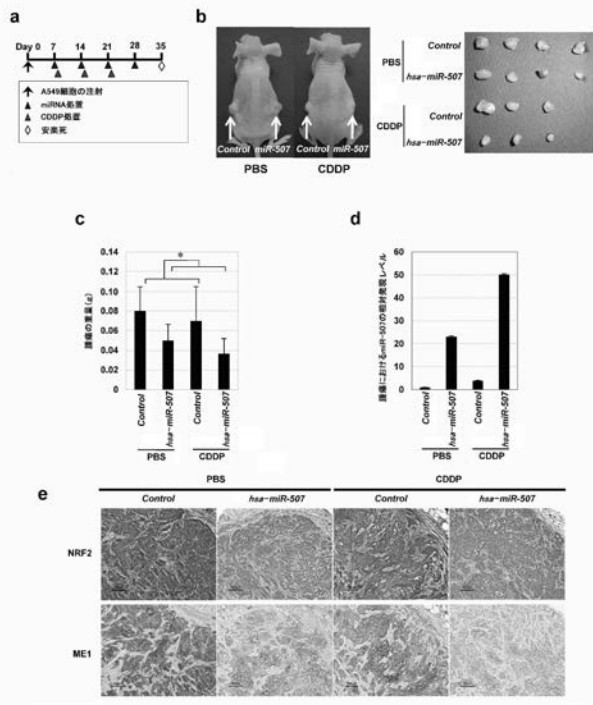 a
Day 0 7 14 21 28 35
A549細胞の注射
miRNA処置
CDDP処置
安楽死
b
Control miR-507 Control miR-507
PBS CDDP
PBS
Control
hsa-miR-507
CDDP
Control
hsa-miR-507
c
腫瘍の重量(g)
0.14
0.12
0.10
0.08
0.06
0.04
0.02
0
*
Control
hsa-miR-507
Control
hsa-miR-507
PBS CDDP
d
腫瘍におけるmiR-507の相対発現レベル
60
50
40
30
20
10
0
Control
hsa-miR-507
Control
hsa-miR-507
PBS CDDP
e
PBS CDDP
Control hsa-miR-507 Control hsa-miR-507
NRF2
ME1